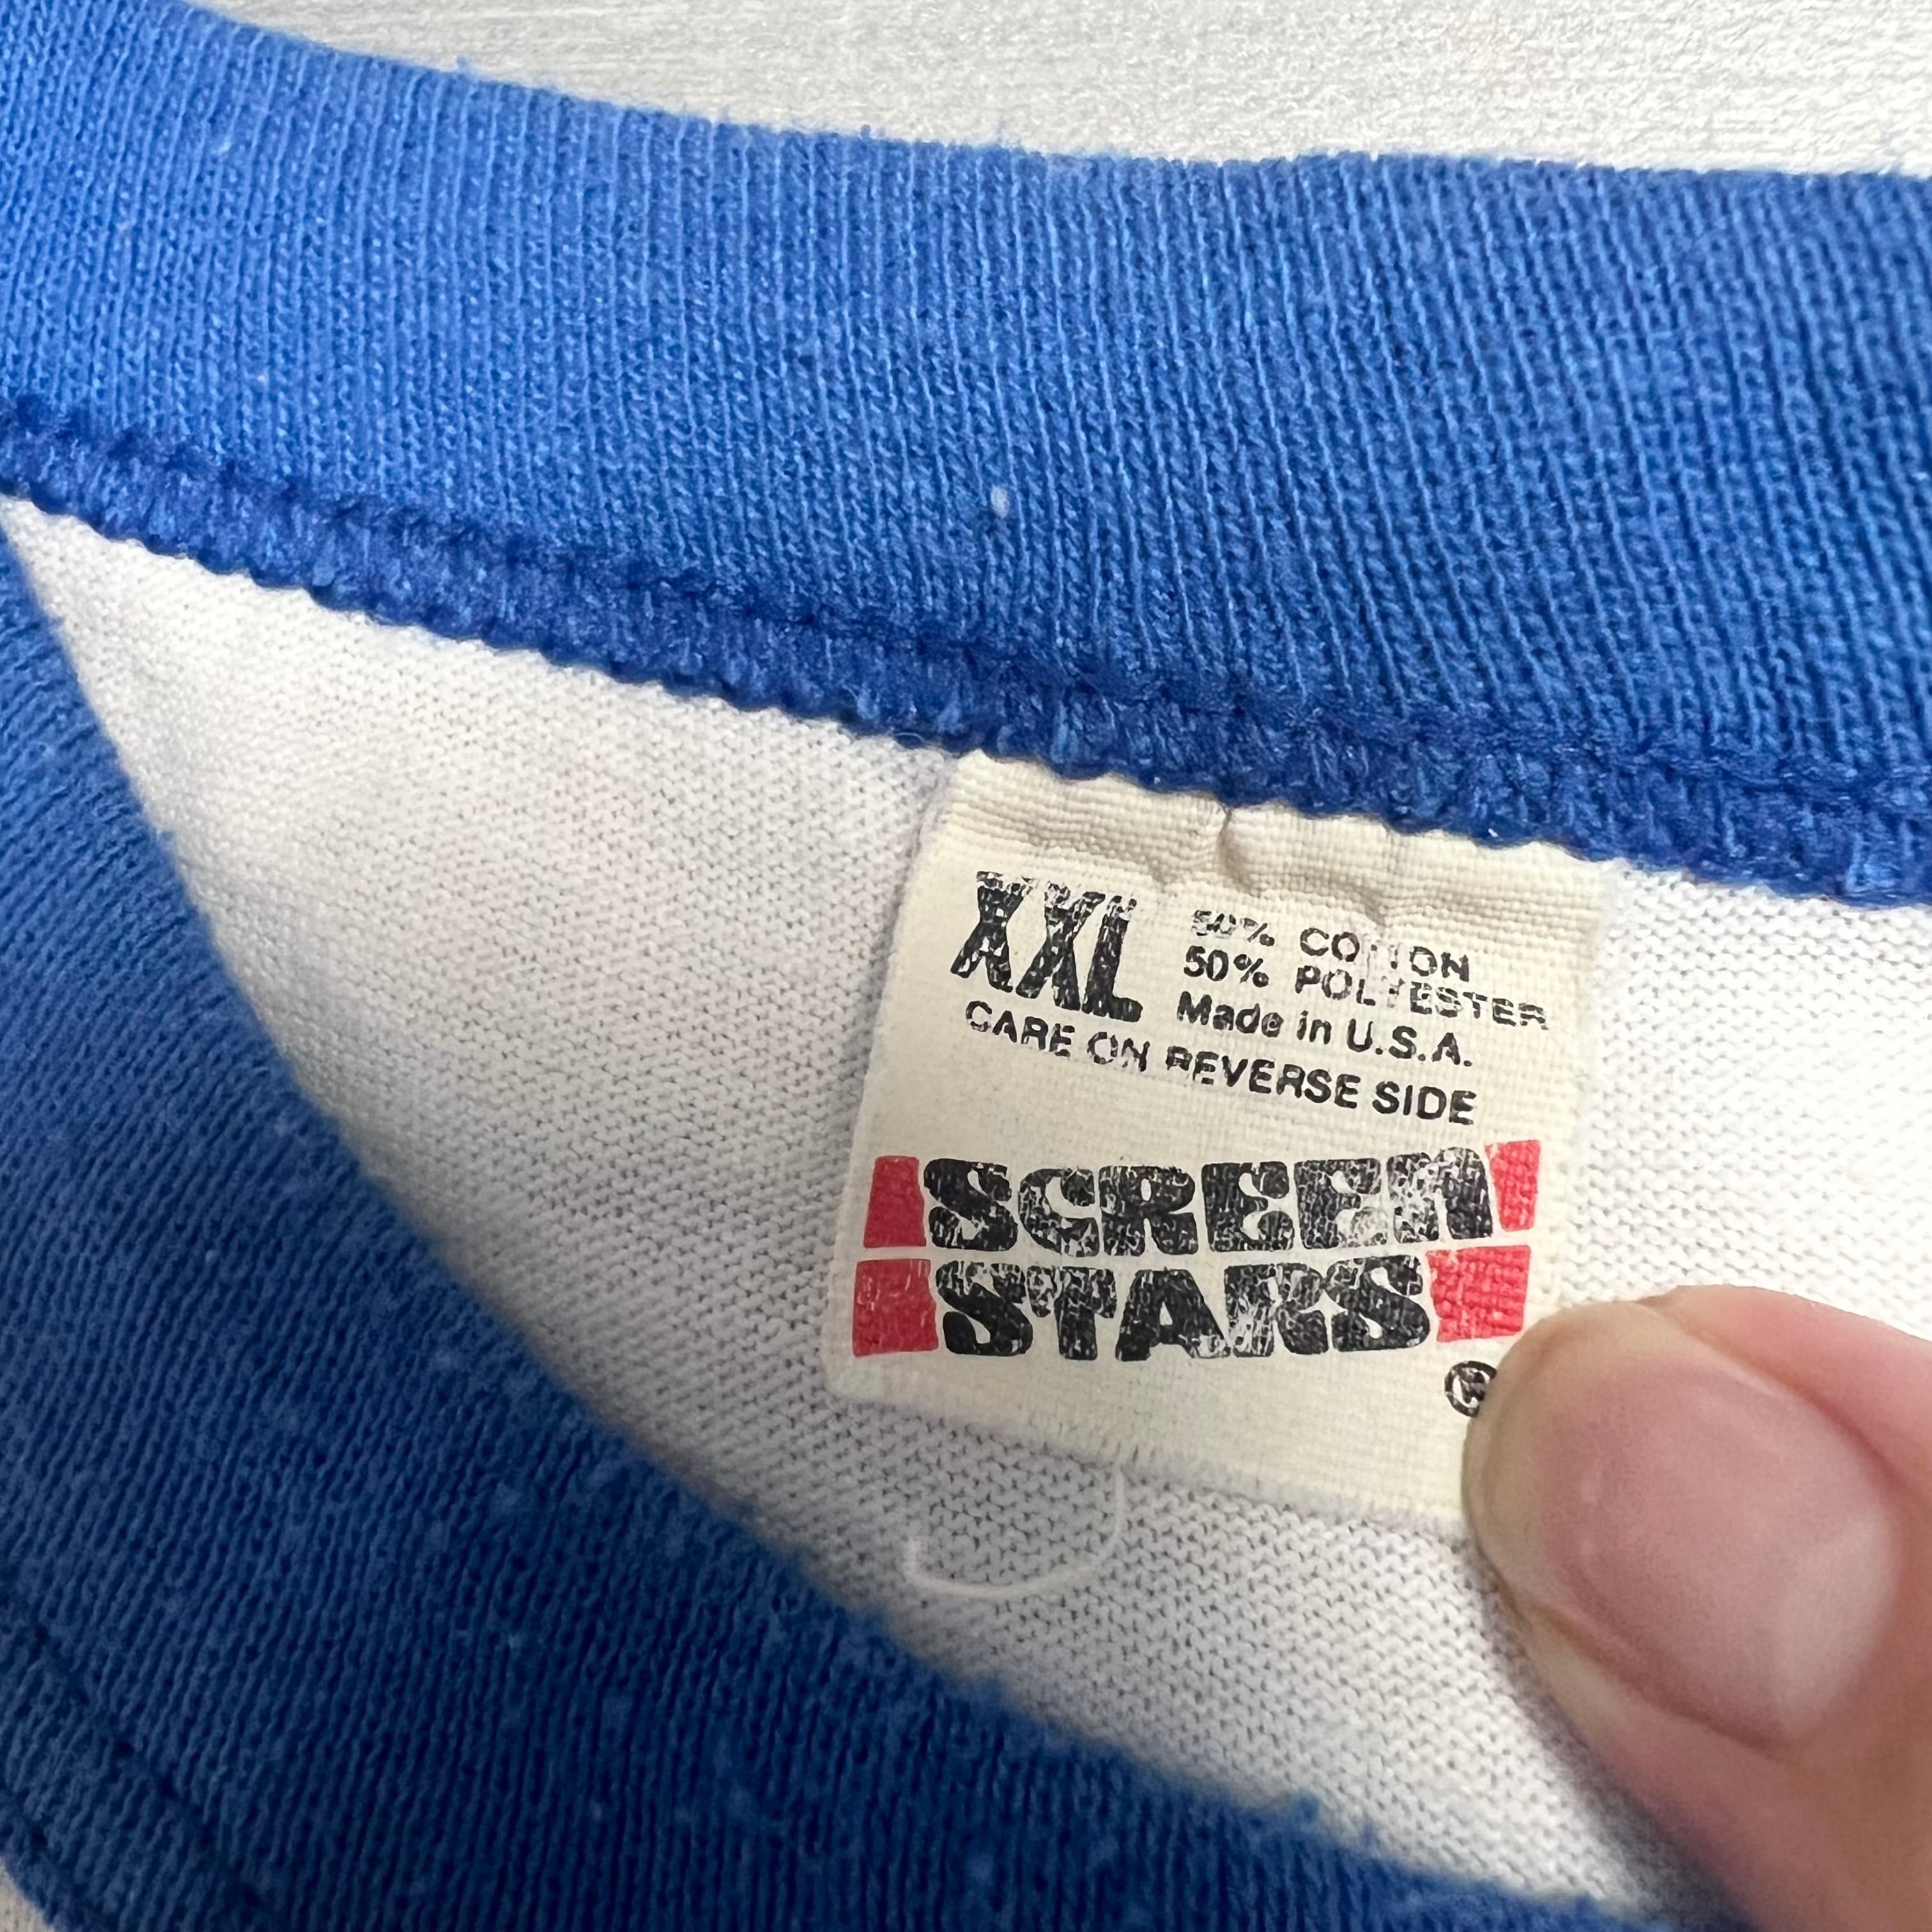 XXL
50% COTTON
50% POLYESTER
Made in U.S.A.
CARE ON REVERSE SIDE
SCREEN
STARS
®